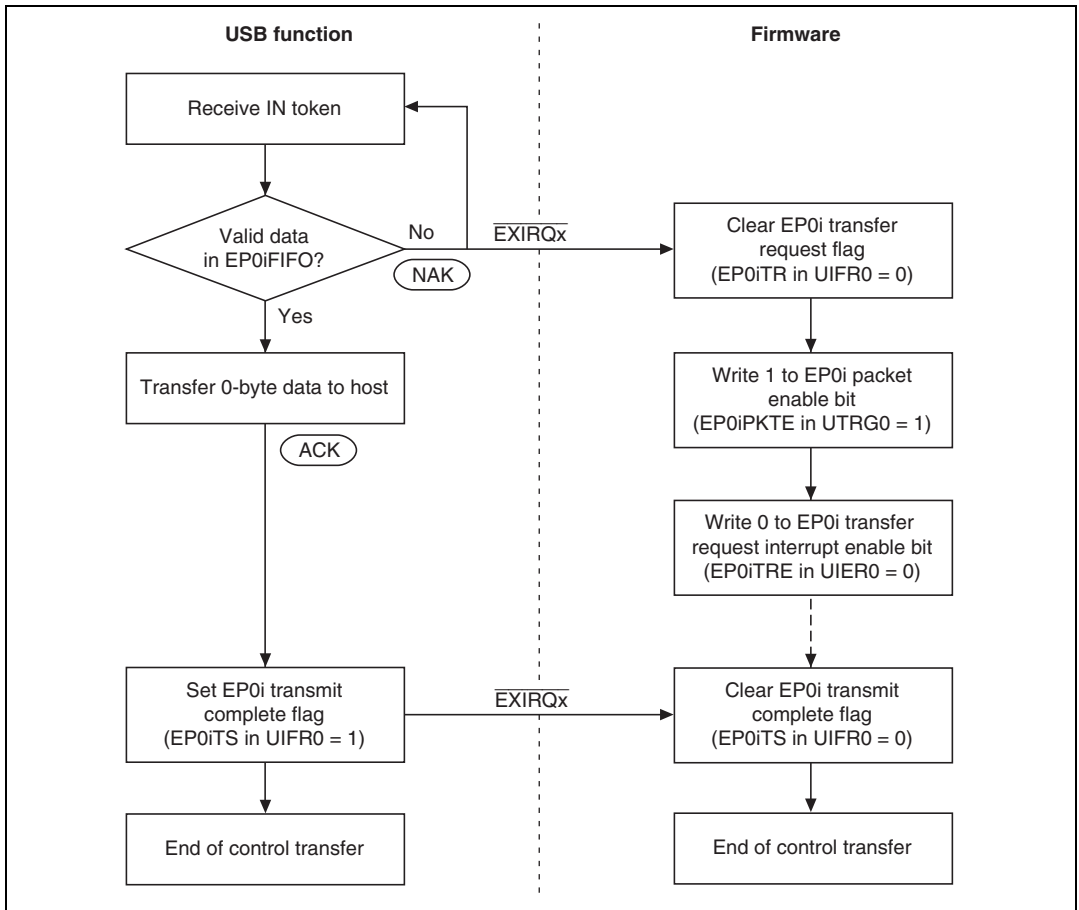 USB function
Firmware
Receive IN token
Valid data
in EP0iFIFO?
No
NAK
EXIRQx
Clear EP0i transfer
request flag
(EP0iTR in UIFR0 = 0)
Yes
Transfer 0-byte data to host
ACK
Write 1 to EP0i packet
enable bit
(EP0iPKTE in UTRG0 = 1)
Write 0 to EP0i transfer
request interrupt enable bit
(EP0iTRE in UIER0 = 0)
Set EP0i transmit
complete flag
(EP0iTS in UIFR0 = 1)
EXIRQx
Clear EP0i transmit
complete flag
(EP0iTS in UIFR0 = 0)
End of control transfer
End of control transfer